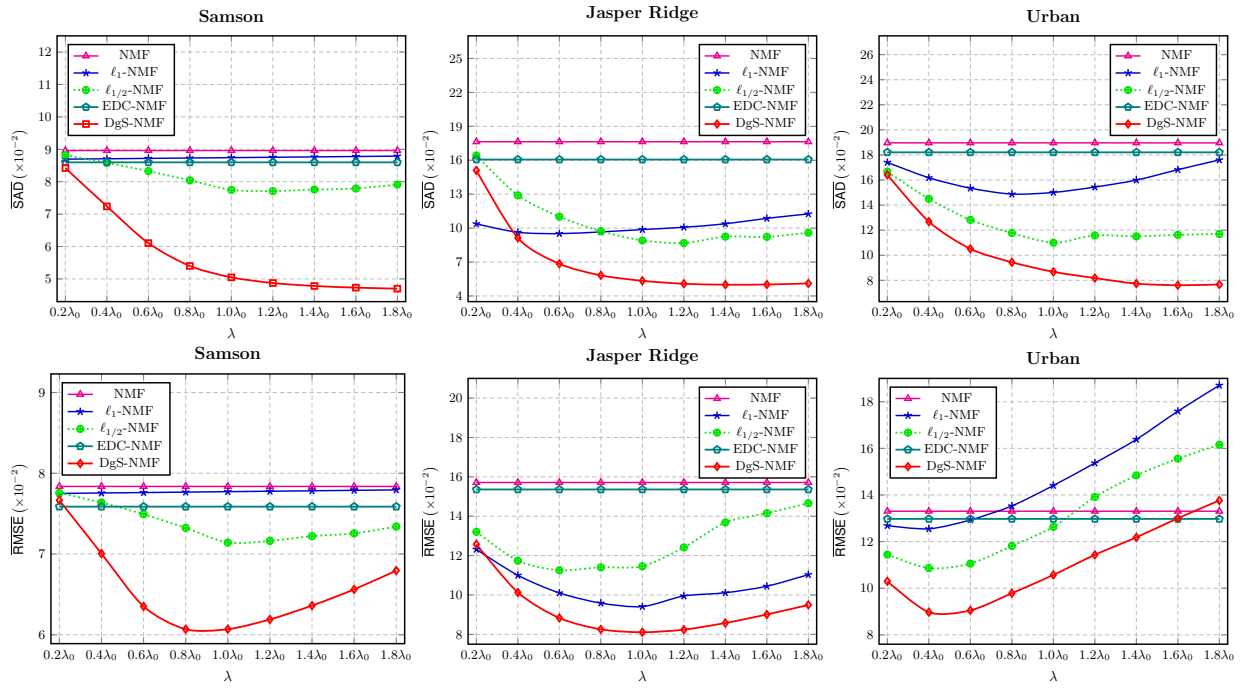 Samson
12
11
10
9
8
7
6
5
SAD (×10⁻²)
NMF
ℓ₁-NMF
ℓ₁/₂-NMF
EDC-NMF
DgS-NMF
0.2λ₀ 0.4λ₀ 0.6λ₀ 0.8λ₀ 1.0λ₀ 1.2λ₀ 1.4λ₀ 1.6λ₀ 1.8λ₀
λ
Jasper Ridge
25
22
19
16
13
10
7
4
SAD (×10⁻²)
NMF
ℓ₁-NMF
ℓ₁/₂-NMF
EDC-NMF
DgS-NMF
0.2λ₀ 0.4λ₀ 0.6λ₀ 0.8λ₀ 1.0λ₀ 1.2λ₀ 1.4λ₀ 1.6λ₀ 1.8λ₀
λ
Urban
26
24
22
20
18
16
14
12
10
8
SAD (×10⁻²)
NMF
ℓ₁-NMF
ℓ₁/₂-NMF
EDC-NMF
DgS-NMF
0.2λ₀ 0.4λ₀ 0.6λ₀ 0.8λ₀ 1.0λ₀ 1.2λ₀ 1.4λ₀ 1.6λ₀ 1.8λ₀
λ
Samson
9
8
7
6
RMSE (×10⁻²)
NMF
ℓ₁-NMF
ℓ₁/₂-NMF
EDC-NMF
DgS-NMF
0.2λ₀ 0.4λ₀ 0.6λ₀ 0.8λ₀ 1.0λ₀ 1.2λ₀ 1.4λ₀ 1.6λ₀ 1.8λ₀
λ
Jasper Ridge
20
18
16
14
12
10
8
RMSE (×10⁻²)
NMF
ℓ₁-NMF
ℓ₁/₂-NMF
EDC-NMF
DgS-NMF
0.2λ₀ 0.4λ₀ 0.6λ₀ 0.8λ₀ 1.0λ₀ 1.2λ₀ 1.4λ₀ 1.6λ₀ 1.8λ₀
λ
Urban
18
16
14
12
10
8
RMSE (×10⁻²)
NMF
ℓ₁-NMF
ℓ₁/₂-NMF
EDC-NMF
DgS-NMF
0.2λ₀ 0.4λ₀ 0.6λ₀ 0.8λ₀ 1.0λ₀ 1.2λ₀ 1.4λ₀ 1.6λ₀ 1.8λ₀
λ